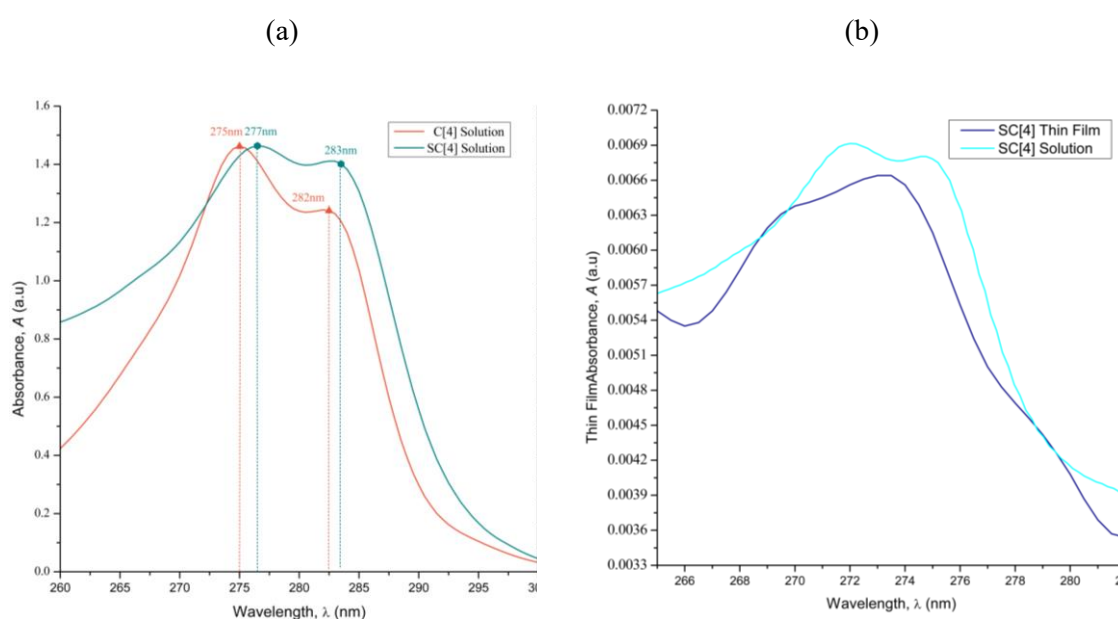 (a)
(b)
1.6
1.4
1.2
1.0
0.8
0.6
0.4
0.2
0.0
Absorbance, A (a.u)
275nm
277nm
283nm
282nm
C[4] Solution
SC[4] Solution
260
265
270
275
280
285
290
295
30
Wavelength, λ (nm)
0.0072
0.0069
0.0066
0.0063
0.0060
0.0057
0.0054
0.0051
0.0048
0.0045
0.0042
0.0039
0.0036
0.0033
Thin FilmAbsorbance, A (a.u)
SC[4] Thin Film
SC[4] Solution
266
268
270
272
274
276
278
280
Wavelength, λ (nm)